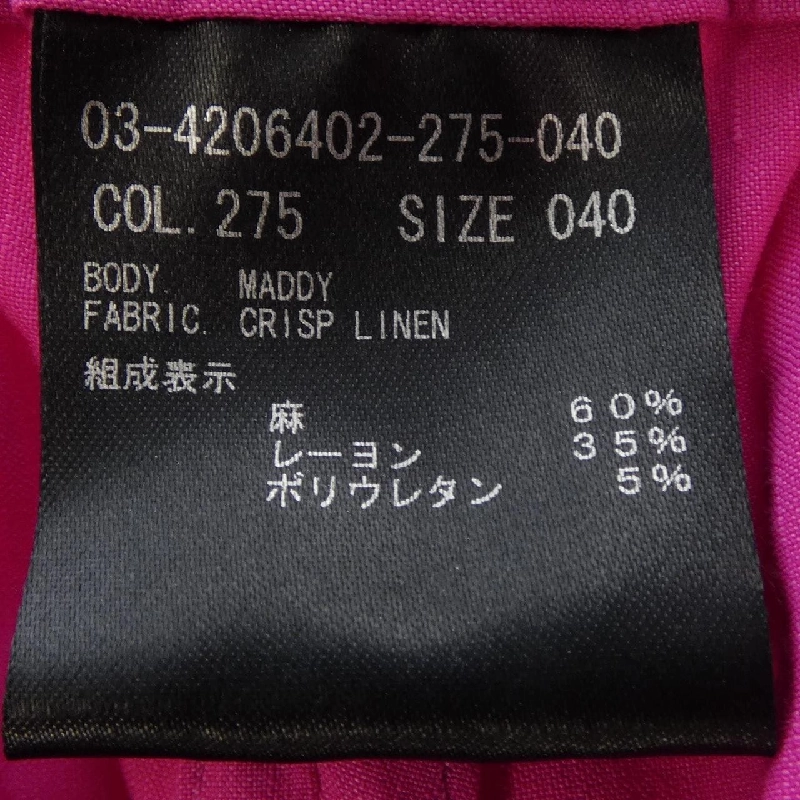 03-4206402-275-040
COL. 275 SIZE 040
BODY. MADDY
FABRIC. CRISP LINEN
組成表示
麻 60%
レーヨン 35%
ポリウレタン 5%